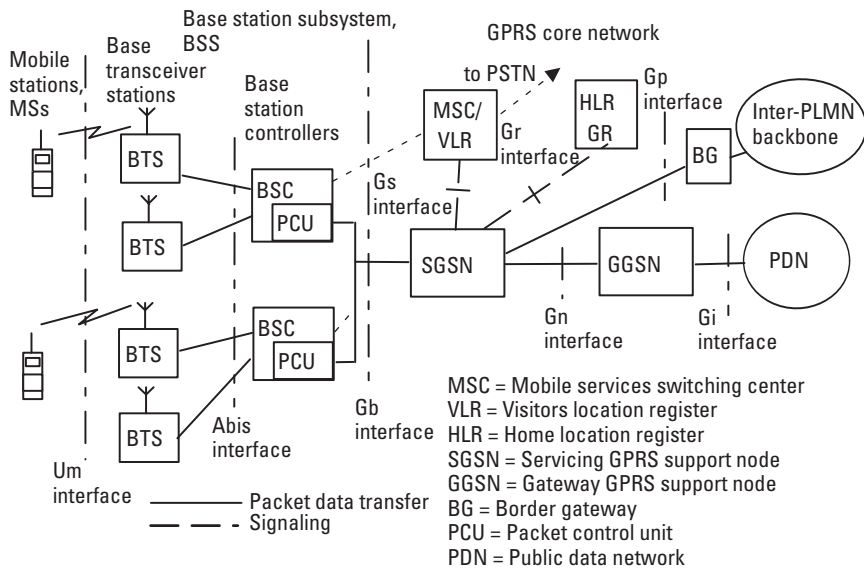 Base station subsystem,
BSS
GPRS core network
Mobile
stations,
MSs
Base
transceiver
stations
Base
station
controllers
to PSTN
Gp
interface
MSC/
VLR
HLR
GR
Gr
interface
Inter-PLMN
backbone
BG
BTS
BSC
PCU
Gs
interface
BTS
SGSN
GGSN
PDN
BTS
BSC
PCU
Gn
interface
Gi
interface
BTS
Abis
interface
Gb
interface
Um
interface
Packet data transfer
Signaling
MSC = Mobile services switching center
VLR = Visitors location register
HLR = Home location register
SGSN = Servicing GPRS support node
GGSN = Gateway GPRS support node
BG = Border gateway
PCU = Packet control unit
PDN = Public data network